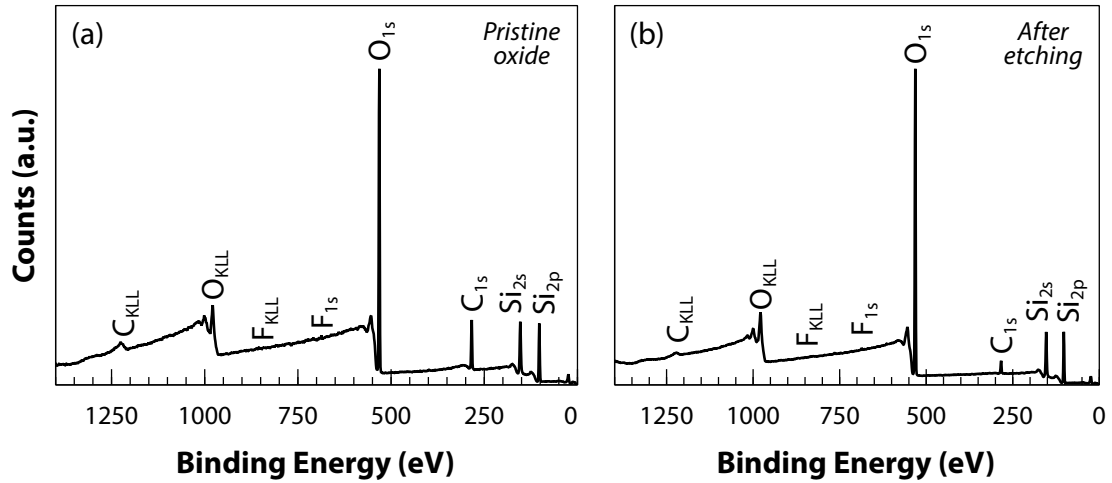 (a)
Pristine
oxide
O1s
CKLL
OKLL
FKLL
F1s
C1s
Si2s
Si2p
Counts (a.u.)
1250 1000 750 500 250 0
Binding Energy (eV)
(b)
After
etching
O1s
CKLL
OKLL
FKLL
F1s
C1s
Si2s
Si2p
1250 1000 750 500 250 0
Binding Energy (eV)